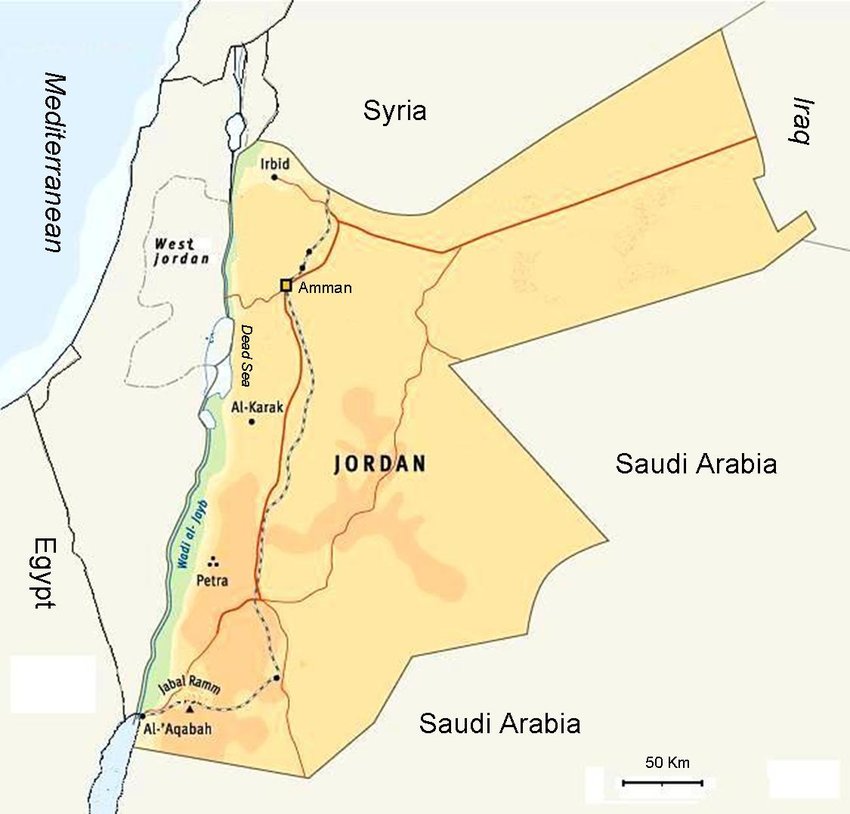 Mediterranean
Syria
Iraq
Irbid
West
jordan
Amman
Dead Sea
Al-Karak
JORDAN
Saudi Arabia
Wadi al-Jayb
Egypt
Petra
Jabal Ramm
Al-'Aqabah
Saudi Arabia
50 Km